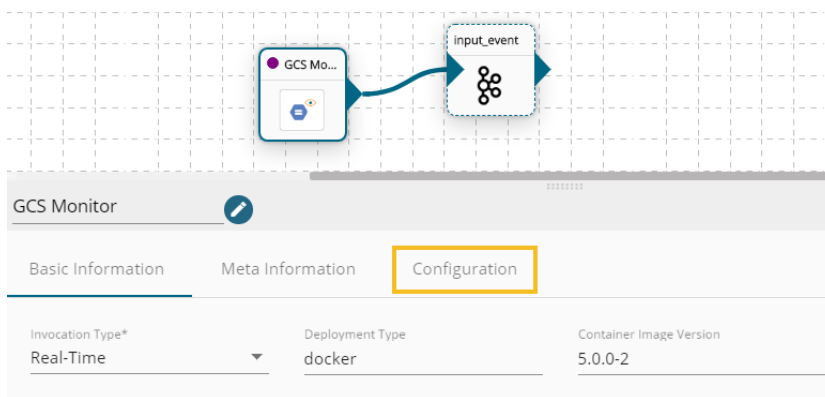 input_event
GCS Mo...
GCS Monitor
Basic Information
Meta Information
Configuration
Invocation Type*
Deployment Type
Container Image Version
Real-Time
docker
5.0.0-2